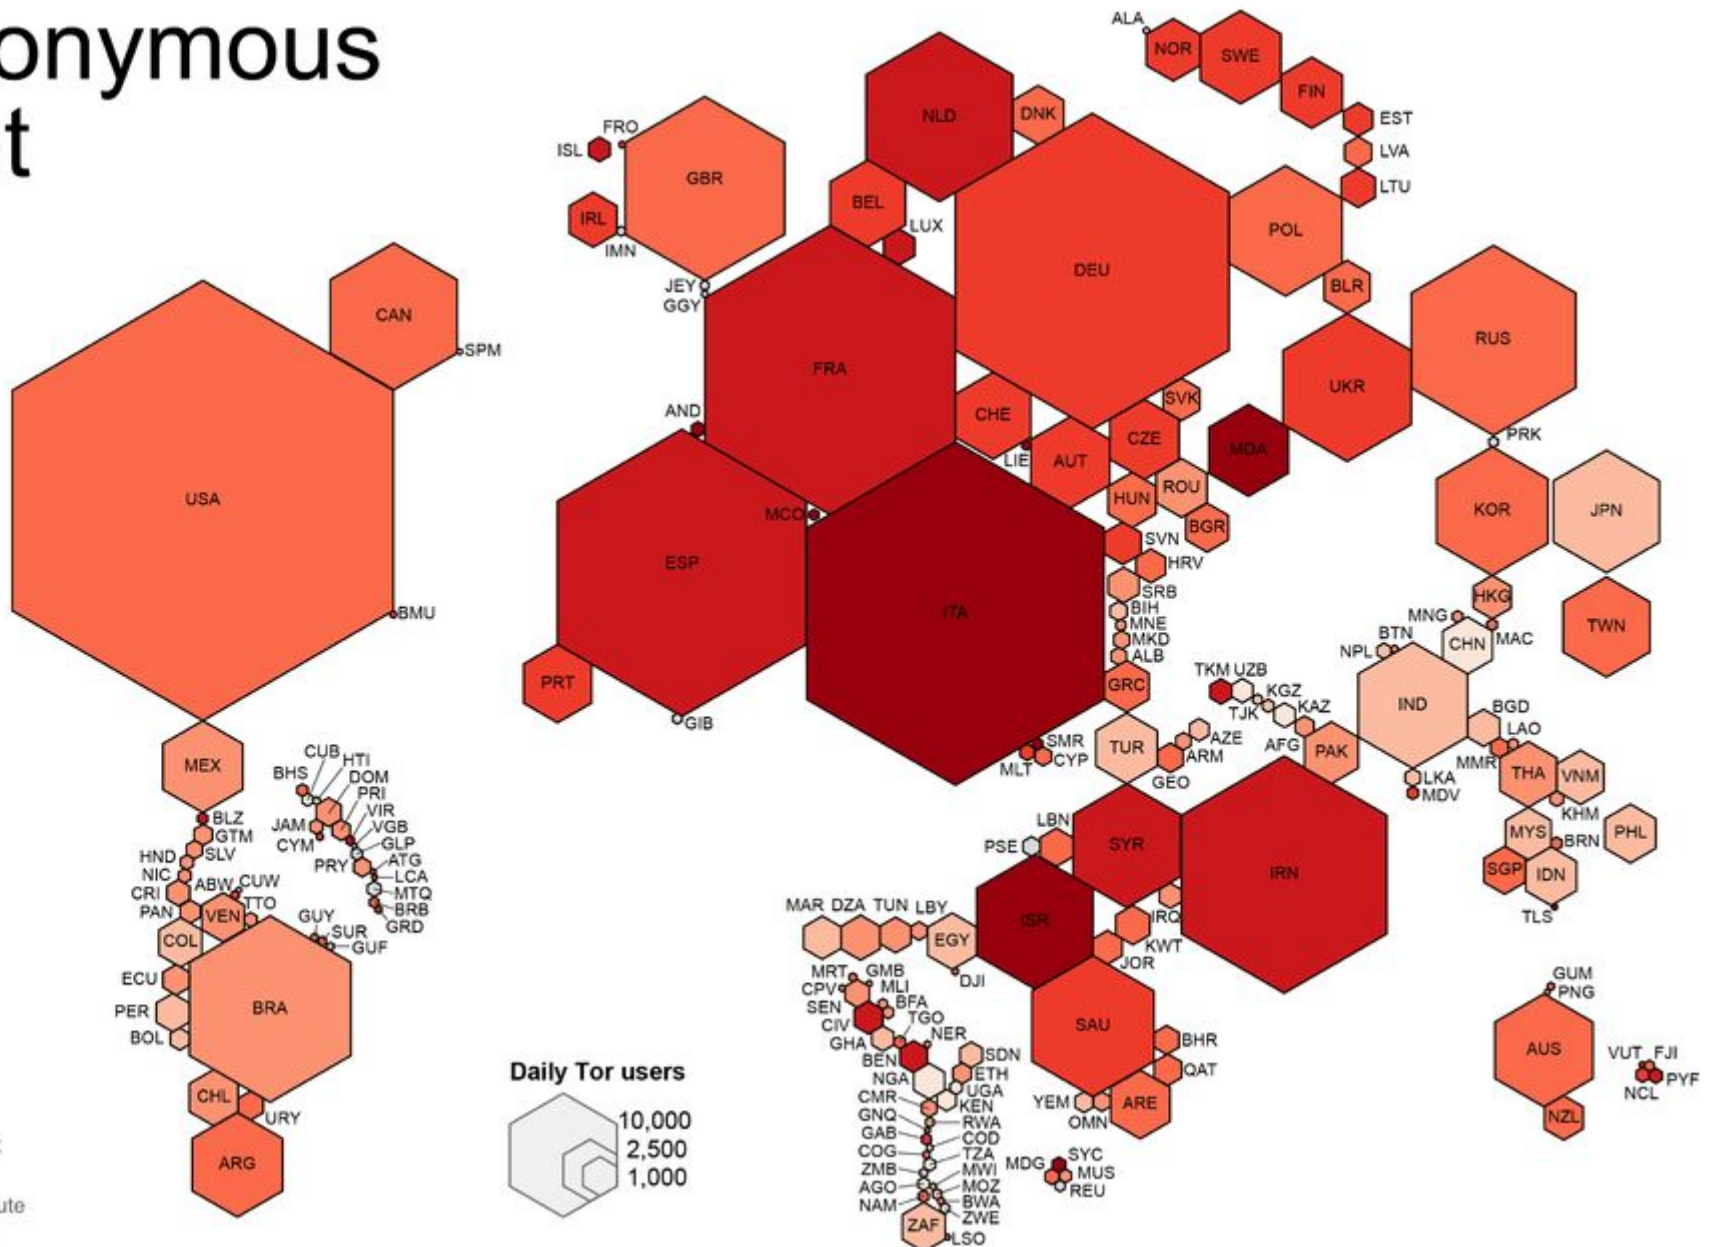 onymous
t
ALA
NOR
SWE
FIN
EST
LVA
LTU
NLD
DNK
FRO
ISL
GBR
IRL
IMN
JEY
GGY
BEL
LUX
DEU
POL
BLR
RUS
UKR
PRK
CAN
SPM
USA
BMU
FRA
AND
CHE
LIE
AUT
CZE
SVK
MDA
HUN
ROU
BGR
MCO
ESP
ITA
SVN
HRV
SRB
BIH
MNE
MKD
ALB
GRC
PRT
GIB
KOR
JPN
HKG
TWN
MNG
MAC
CHN
BTN
NPL
IND
TKM
UZB
TJK
KGZ
KAZ
AFG
PAK
BGD
LAO
MMR
THA
VNM
KHM
LKA
MDV
MYS
BRN
PHL
SGP
IDN
TLS
TUR
AZE
ARM
GEO
SMR
CYP
MLT
MEX
BLZ
GTM
SLV
HND
NIC
CRI
PAN
CUB
HTI
BHS
DOM
PRI
VIR
JAM
CYM
VGB
GLP
PRY
ATG
LCA
MTQ
BRB
GRD
ABW
CUW
TTO
VEN
COL
GUY
SUR
GUF
ECU
PER
BOL
BRA
CHL
URY
ARG
LBN
PSE
SYR
IRN
ISR
IRQ
KWT
JOR
MAR
DZA
TUN
LBY
EGY
DJI
SAU
BHR
QAT
ARE
YEM
OMN
MRT
GMB
CPV
MLI
SEN
BFA
CIV
TGO
GHA
NER
BEN
SDN
NGA
ETH
UGA
CMR
KEN
GNQ
RWA
GAB
COD
COG
TZA
ZMB
MWI
AGO
MOZ
NAM
BWA
ZWE
ZAF
LSO
MDG
SYC
MUS
REU
GUM
PNG
AUS
NZL
VUT
FJI
PYF
NCL
Daily Tor users
10,000
2,500
1,000
ute